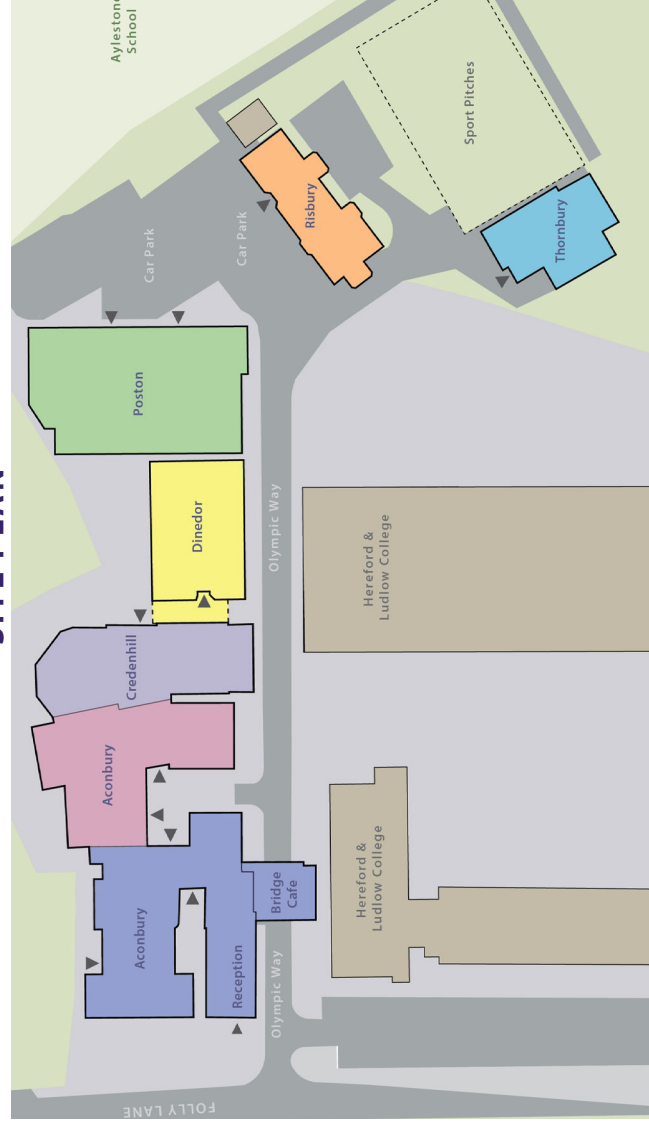 Aylestone
School
Sport Pitches
Car Park
Car Park
Risbury
Thornbury
Poston
Dinedor
Olympic Way
Hereford &
Ludlow College
Credenhill
Aconbury
Hereford &
Ludlow College
Bridge
Cafe
Aconbury
Reception
Olympic Way
FOLLY LANE